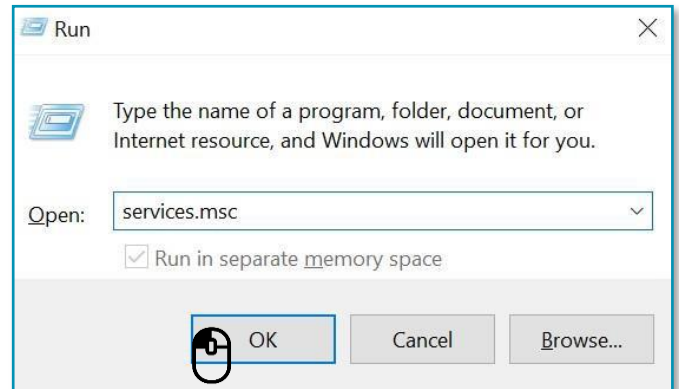 Run
Type the name of a program, folder, document, or
Internet resource, and Windows will open it for you.
Open: services.msc
Run in separate memory space
OK Cancel Browse...